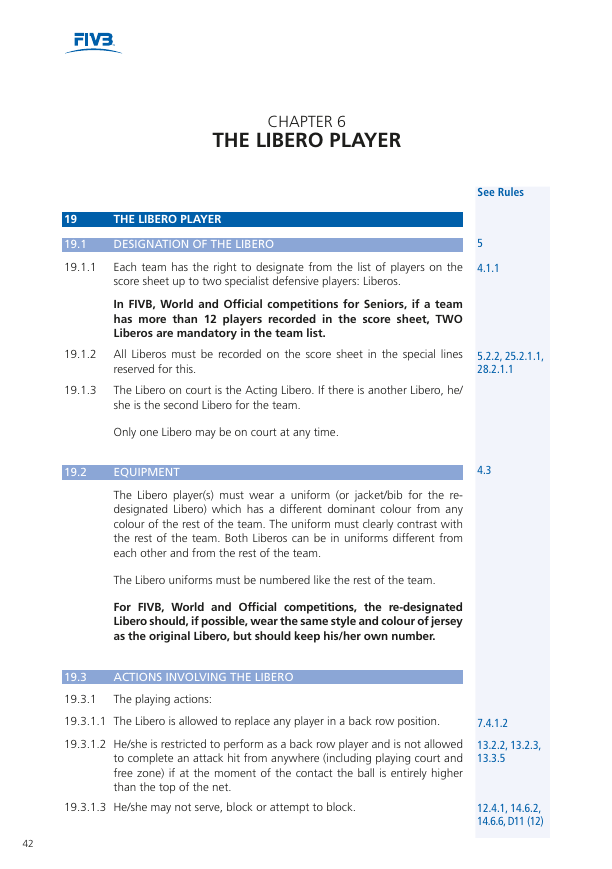 FIVB
CHAPTER 6
THE LIBERO PLAYER
See Rules
19 THE LIBERO PLAYER
19.1 DESIGNATION OF THE LIBERO 5
19.1.1 Each team has the right to designate from the list of players on the 4.1.1
score sheet up to two specialist defensive players: Liberos.
In FIVB, World and Official competitions for Seniors, if a team
has more than 12 players recorded in the score sheet, TWO
Liberos are mandatory in the team list.
19.1.2 All Liberos must be recorded on the score sheet in the special lines 5.2.2, 25.2.1.1,
reserved for this. 28.2.1.1
19.1.3 The Libero on court is the Acting Libero. If there is another Libero, he/
she is the second Libero for the team.
Only one Libero may be on court at any time.
19.2 EQUIPMENT 4.3
The Libero player(s) must wear a uniform (or jacket/bib for the re-
designated Libero) which has a different dominant colour from any
colour of the rest of the team. The uniform must clearly contrast with
the rest of the team. Both Liberos can be in uniforms different from
each other and from the rest of the team.
The Libero uniforms must be numbered like the rest of the team.
For FIVB, World and Official competitions, the re-designated
Libero should, if possible, wear the same style and colour of jersey
as the original Libero, but should keep his/her own number.
19.3 ACTIONS INVOLVING THE LIBERO
19.3.1 The playing actions:
19.3.1.1 The Libero is allowed to replace any player in a back row position. 7.4.1.2
19.3.1.2 He/she is restricted to perform as a back row player and is not allowed 13.2.2, 13.2.3,
to complete an attack hit from anywhere (including playing court and 13.3.5
free zone) if at the moment of the contact the ball is entirely higher
than the top of the net.
19.3.1.3 He/she may not serve, block or attempt to block. 12.4.1, 14.6.2,
14.6.6, D11 (12)
42